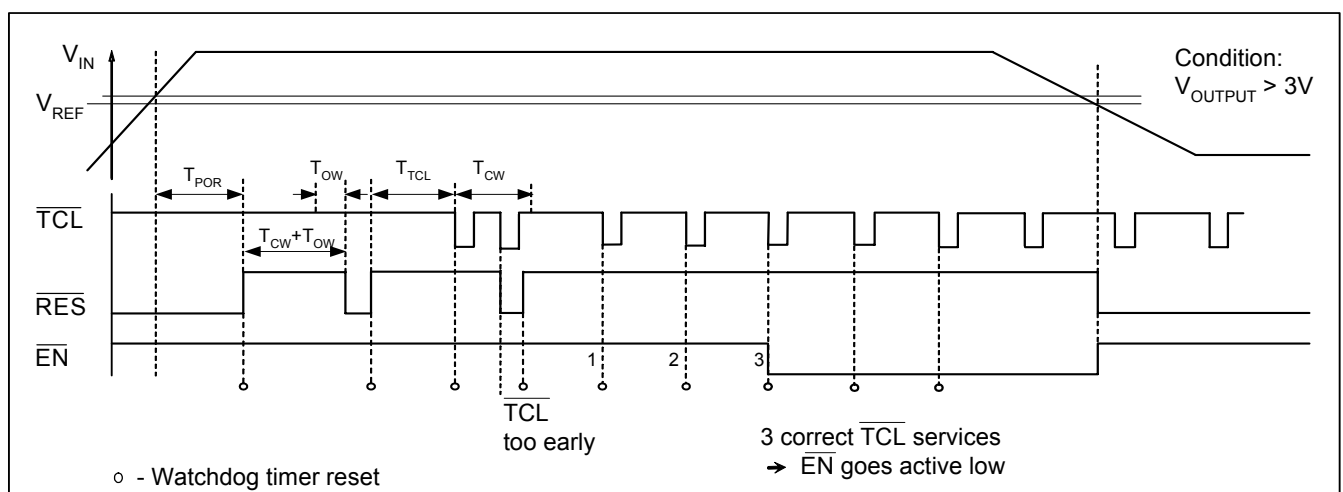 V_IN
Condition:
V_OUTPUT > 3V
V_REF
T_POR
T_OW
T_TCL
T_CW
TCL
T_CW+T_OW
RES
EN
1
2
3
TCL
too early
3 correct TCL services
→ EN goes active low
o - Watchdog timer reset